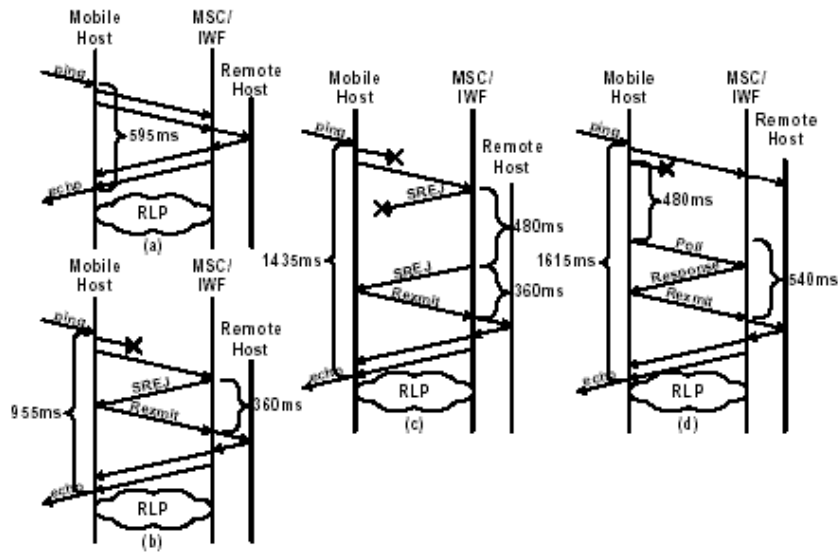 Mobile
Host
MSC/
IWF
Remote
Host
ping
595ms
echo
RLP
(a)
Mobile
Host
MSC/
IWF
Remote
Host
ping
SREJ
Rexmit
955ms
360ms
echo
RLP
(b)
Mobile
Host
MSC/
IWF
Remote
Host
ping
SREJ
480ms
1435ms
SREJ
Rexmit
360ms
echo
RLP
(c)
Mobile
Host
MSC/
IWF
Remote
Host
ping
480ms
Poll
1615ms
Response
540ms
Rexmit
echo
RLP
(d)